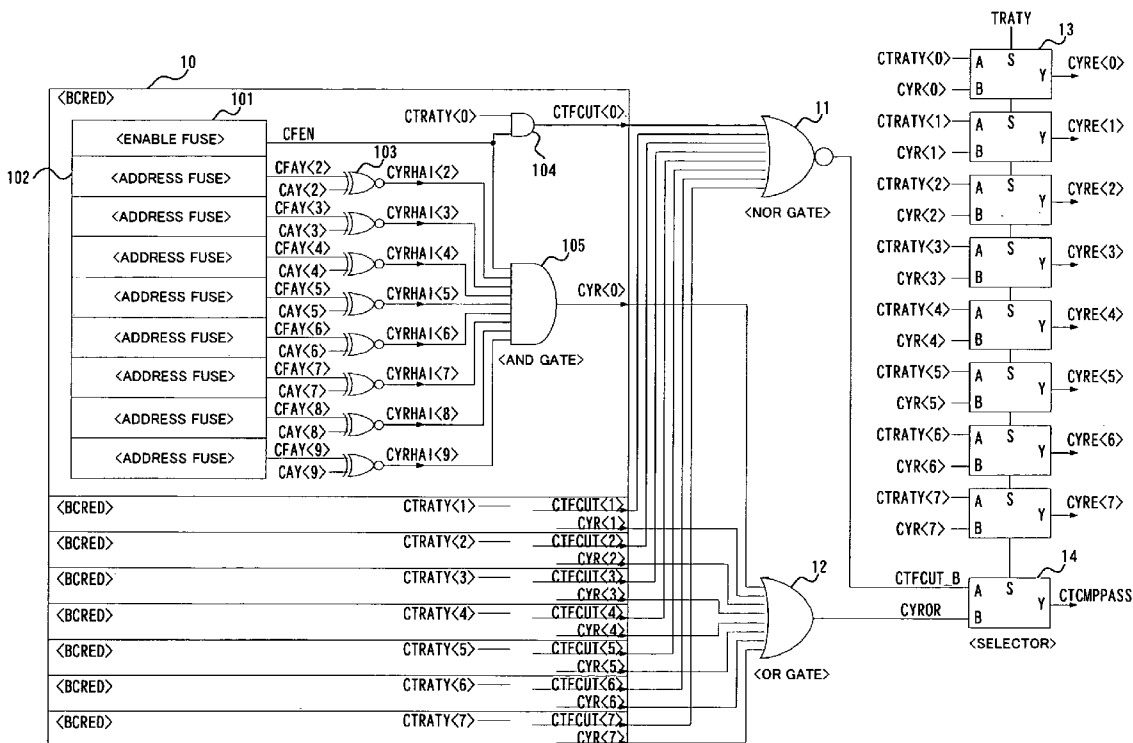 10
<BCRED>
101
102
<ENABLE FUSE>
<ADDRESS FUSE>
<ADDRESS FUSE>
<ADDRESS FUSE>
<ADDRESS FUSE>
<ADDRESS FUSE>
<ADDRESS FUSE>
<ADDRESS FUSE>
<ADDRESS FUSE>
CFEN
CTRATY<0>
104
CTFCUT<0>
103
CFAY<2>
CAY<2>
CYRHAI<2>
CFAY<3>
CAY<3>
CYRHAI<3>
CFAY<4>
CAY<4>
CYRHAI<4>
CFAY<5>
CAY<5>
CYRHAI<5>
CFAY<6>
CAY<6>
CYRHAI<6>
CFAY<7>
CAY<7>
CYRHAI<7>
CFAY<8>
CAY<8>
CYRHAI<8>
CFAY<9>
CAY<9>
CYRHAI<9>
105
<AND GATE>
CYR<0>
<BCRED>
CTRATY<1>
CTFCUT<1>
CYR<1>
<BCRED>
CTRATY<2>
CTFCUT<2>
CYR<2>
<BCRED>
CTRATY<3>
CTFCUT<3>
CYR<3>
<BCRED>
CTRATY<4>
CTFCUT<4>
CYR<4>
<BCRED>
CTRATY<5>
CTFCUT<5>
CYR<5>
<BCRED>
CTRATY<6>
CTFCUT<6>
CYR<6>
<BCRED>
CTRATY<7>
CTFCUT<7>
CYR<7>
11
<NOR GATE>
12
<OR GATE>
TRATY
13
CTRATY<0>
CYR<0>
A
B
S
Y
CYRE<0>
CTRATY<1>
CYR<1>
A
B
S
Y
CYRE<1>
CTRATY<2>
CYR<2>
A
B
S
Y
CYRE<2>
CTRATY<3>
CYR<3>
A
B
S
Y
CYRE<3>
CTRATY<4>
CYR<4>
A
B
S
Y
CYRE<4>
CTRATY<5>
CYR<5>
A
B
S
Y
CYRE<5>
CTRATY<6>
CYR<6>
A
B
S
Y
CYRE<6>
CTRATY<7>
CYR<7>
A
B
S
Y
CYRE<7>
14
CTFCUT_B
CYROR
A
B
S
Y
CTCMPPASS
<SELECTOR>